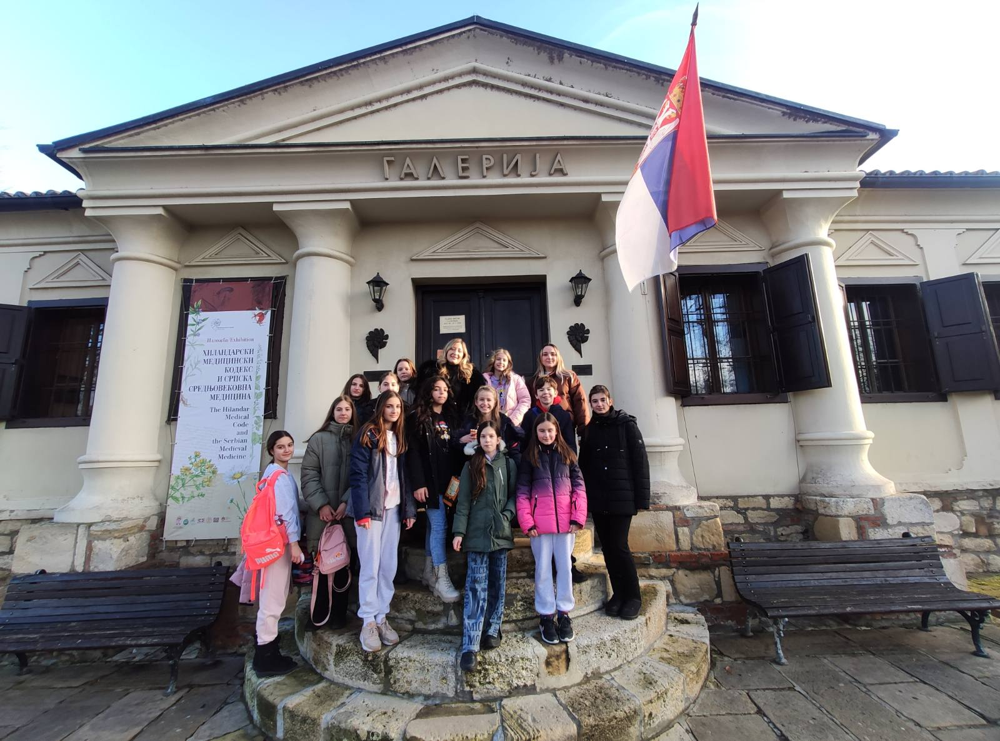 ГАЛЕРИЈА
Изложба/Exhibition
ХИЛАНДАРСКИ
МЕДИЦИНСКИ
КОДЕКС
И СРПСКА
СРЕДЊОВЕКОВНА
МЕДИЦИНА
The Hilandar
Medical
Code
and
the Serbian
Medieval
Medicine
PUMA